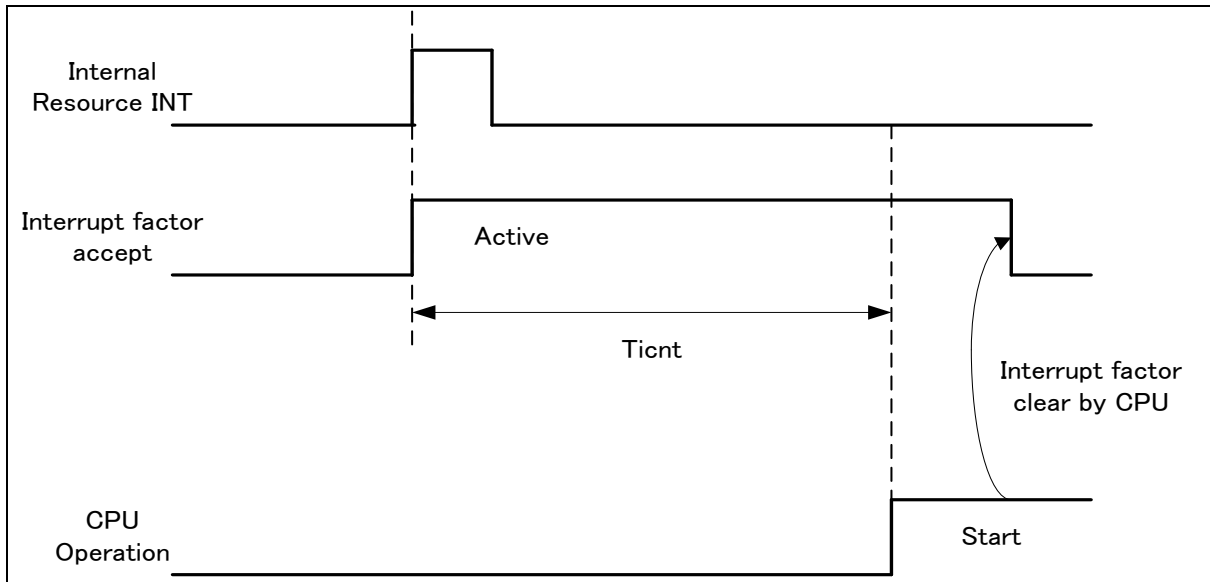 Internal
Resource INT
Interrupt factor
accept
Active
Ticnt
Interrupt factor
clear by CPU
CPU
Operation
Start